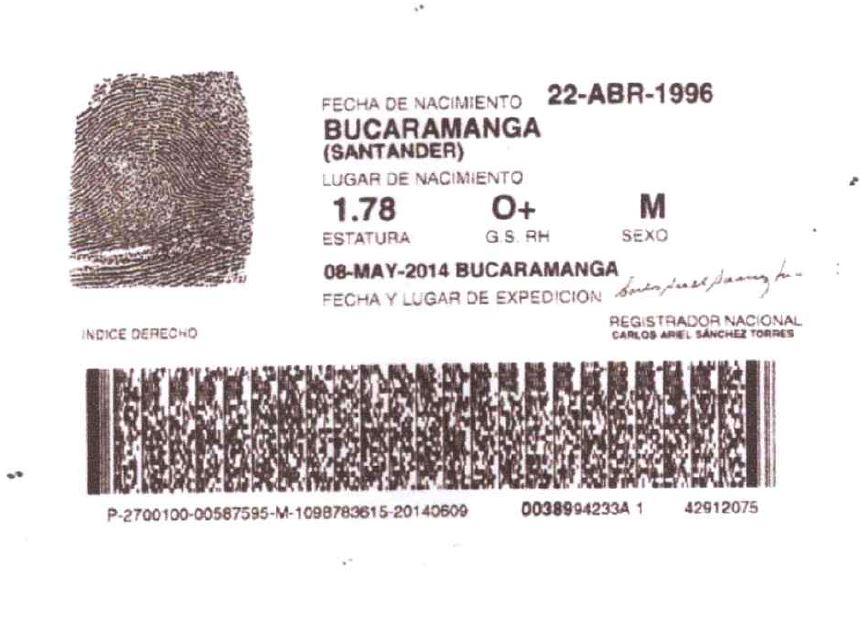 FECHA DE NACIMIENTO 22-ABR-1996
BUCARAMANGA
(SANTANDER)
LUGAR DE NACIMIENTO
1.78 O+ M
ESTATURA G.S. RH SEXO
08-MAY-2014 BUCARAMANGA
FECHA Y LUGAR DE EXPEDICION
INDICE DERECHO
REGISTRADOR NACIONAL
CARLOS ARIEL SÁNCHEZ TORRES
P-2700100-00587595-M-1098783615-20140609 0038994233A 1 42912075